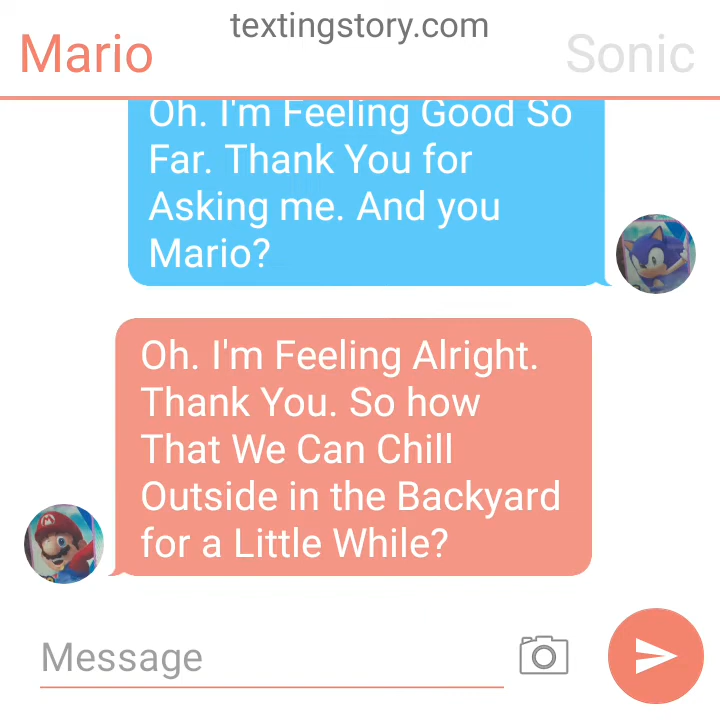 textingstory.com
Mario
Sonic
Oh. I'm Feeling Good So
Far. Thank You for
Asking me. And you
Mario?
Oh. I'm Feeling Alright.
Thank You. So how
That We Can Chill
Outside in the Backyard
for a Little While?
Message